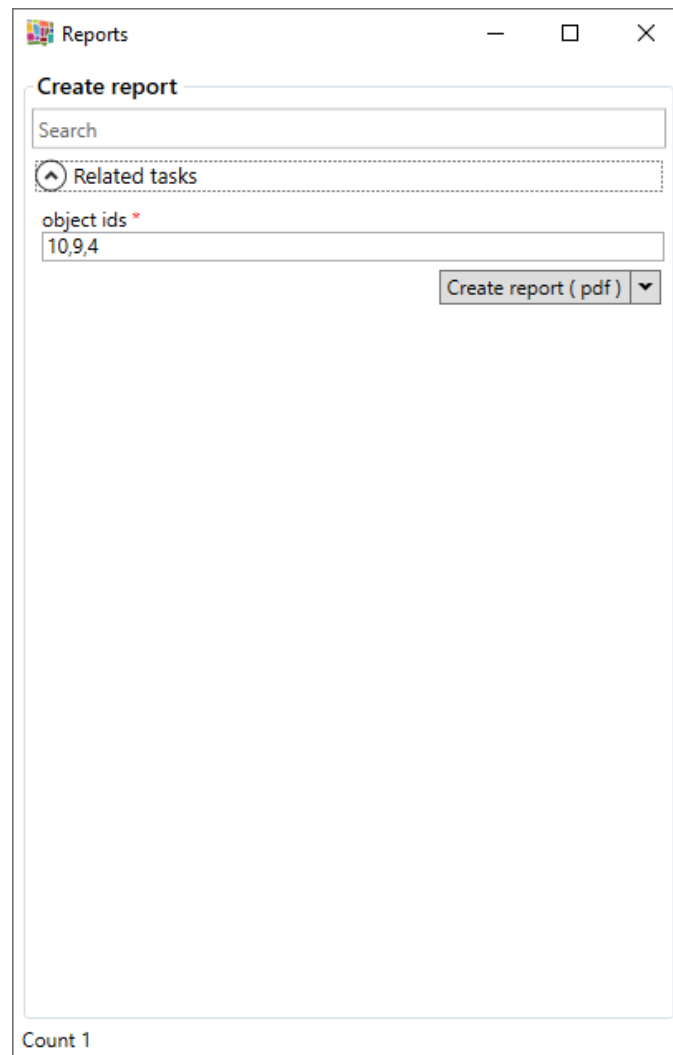 Reports
Create report
Search
Related tasks
object ids *
10,9,4
Create report ( pdf )
Count 1